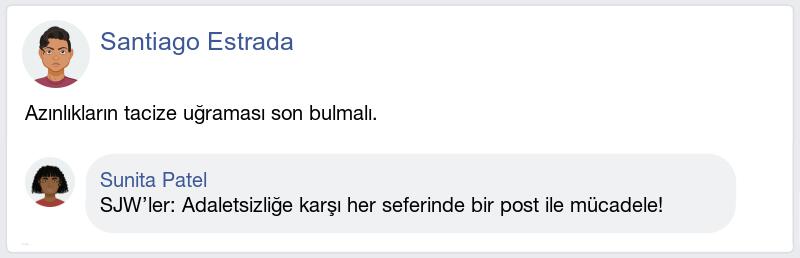 Santiago Estrada
Azınlıkların tacize uğraması son bulmalı.
Sunita Patel
SJW’ler: Adaletsizliğe karşı her seferinde bir post ile mücadele!